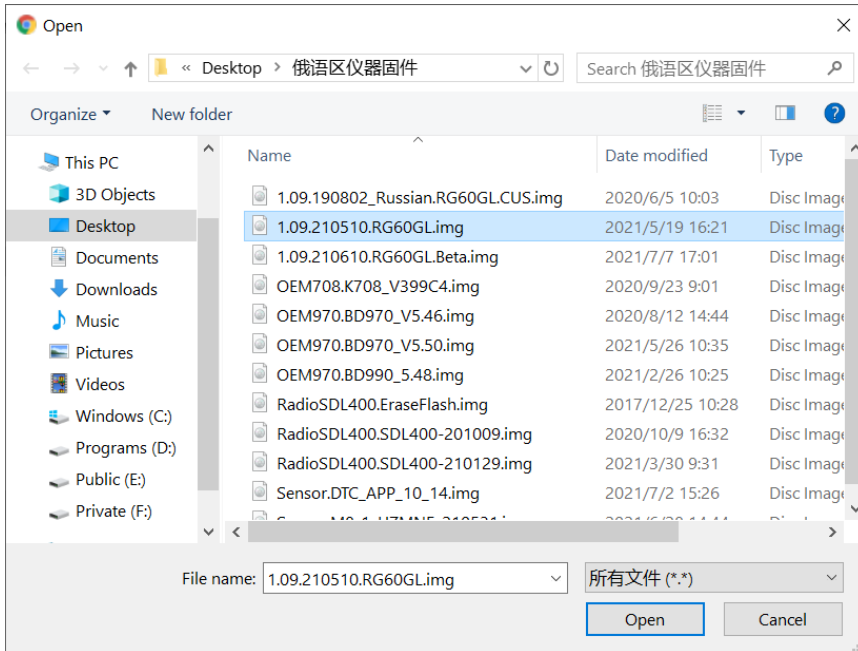 Open
« Desktop > 俄语区仪器固件
Search 俄语区仪器固件
Organize
New folder
?
This PC
3D Objects
Desktop
Documents
Downloads
Music
Pictures
Videos
Windows (C:)
Programs (D:)
Public (E:)
Private (F:)
Name Date modified Type
1.09.190802_Russian.RG60GL.CUS.img 2020/6/5 10:03 Disc Image
1.09.210510.RG60GL.img 2021/5/19 16:21 Disc Image
1.09.210610.RG60GL.Beta.img 2021/7/7 17:01 Disc Image
OEM708.K708_V399C4.img 2020/9/23 9:01 Disc Image
OEM970.BD970_V5.46.img 2020/8/12 14:44 Disc Image
OEM970.BD970_V5.50.img 2021/5/26 10:35 Disc Image
OEM970.BD990_5.48.img 2021/2/26 10:25 Disc Image
RadioSDL400.EraseFlash.img 2017/12/25 10:28 Disc Image
RadioSDL400.SDL400-201009.img 2020/10/9 16:32 Disc Image
RadioSDL400.SDL400-210129.img 2021/3/30 9:31 Disc Image
Sensor.DTC_APP_10_14.img 2021/7/2 15:26 Disc Image
File name: 1.09.210510.RG60GL.img
所有文件 (*.*)
Open
Cancel